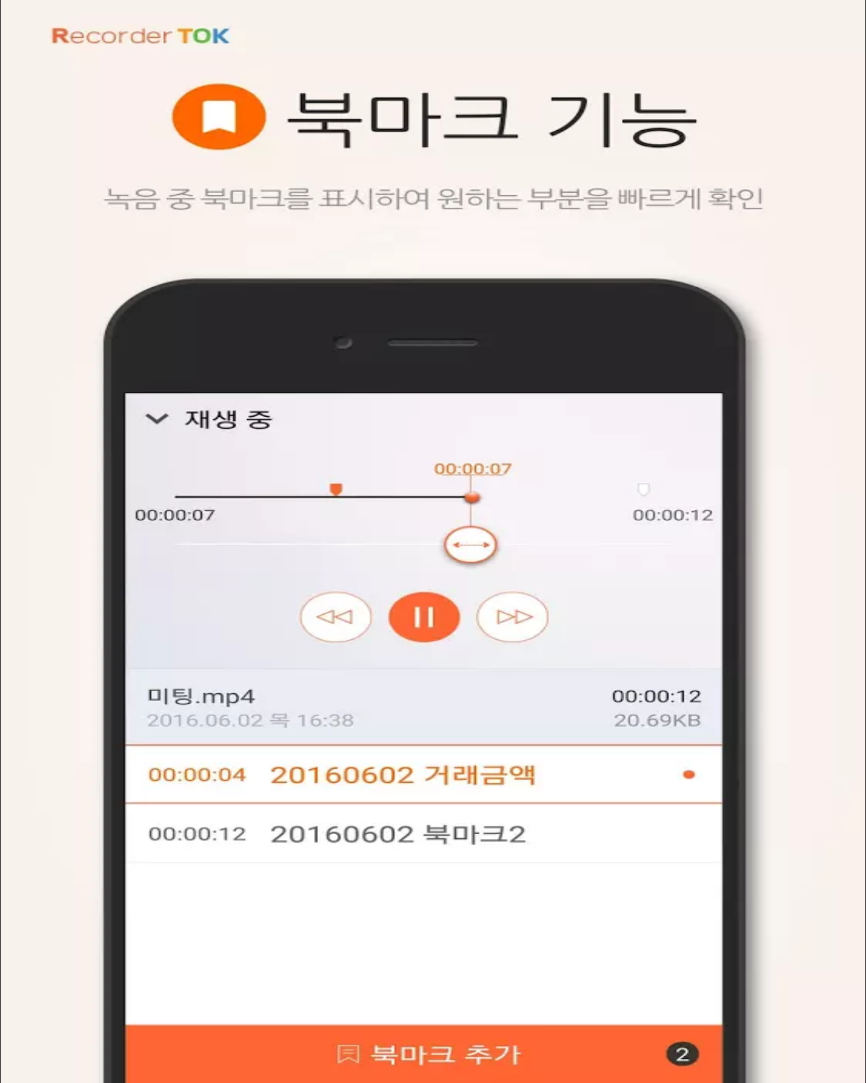 Recorder TOK
북마크 기능
녹음 중 북마크를 표시하여 원하는 부분을 빠르게 확인
재생 중
00:00:07
00:00:07 00:00:12
미팅.mp4 00:00:12
2016.06.02 목 16:38 20.69KB
00:00:04 20160602 거래금액
00:00:12 20160602 북마크2
북마크 추가 2